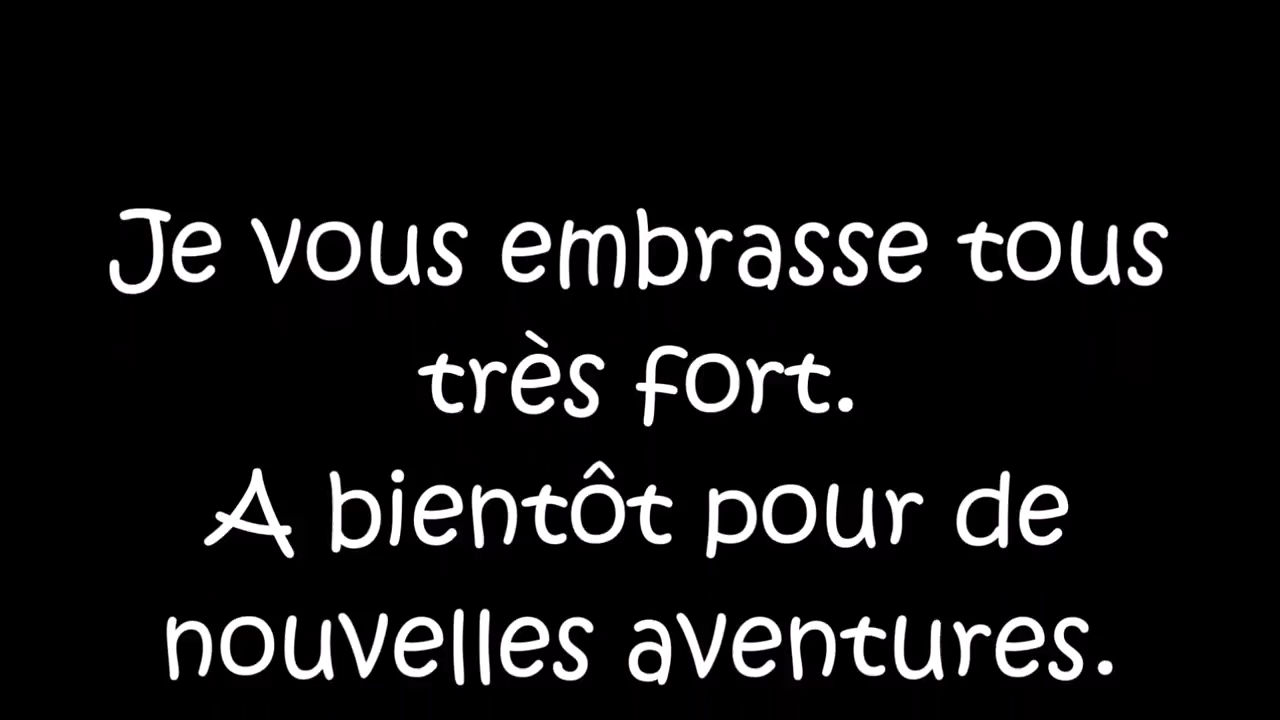 Je vous embrasse tous
très fort.
A bientôt pour de
nouvelles aventures.